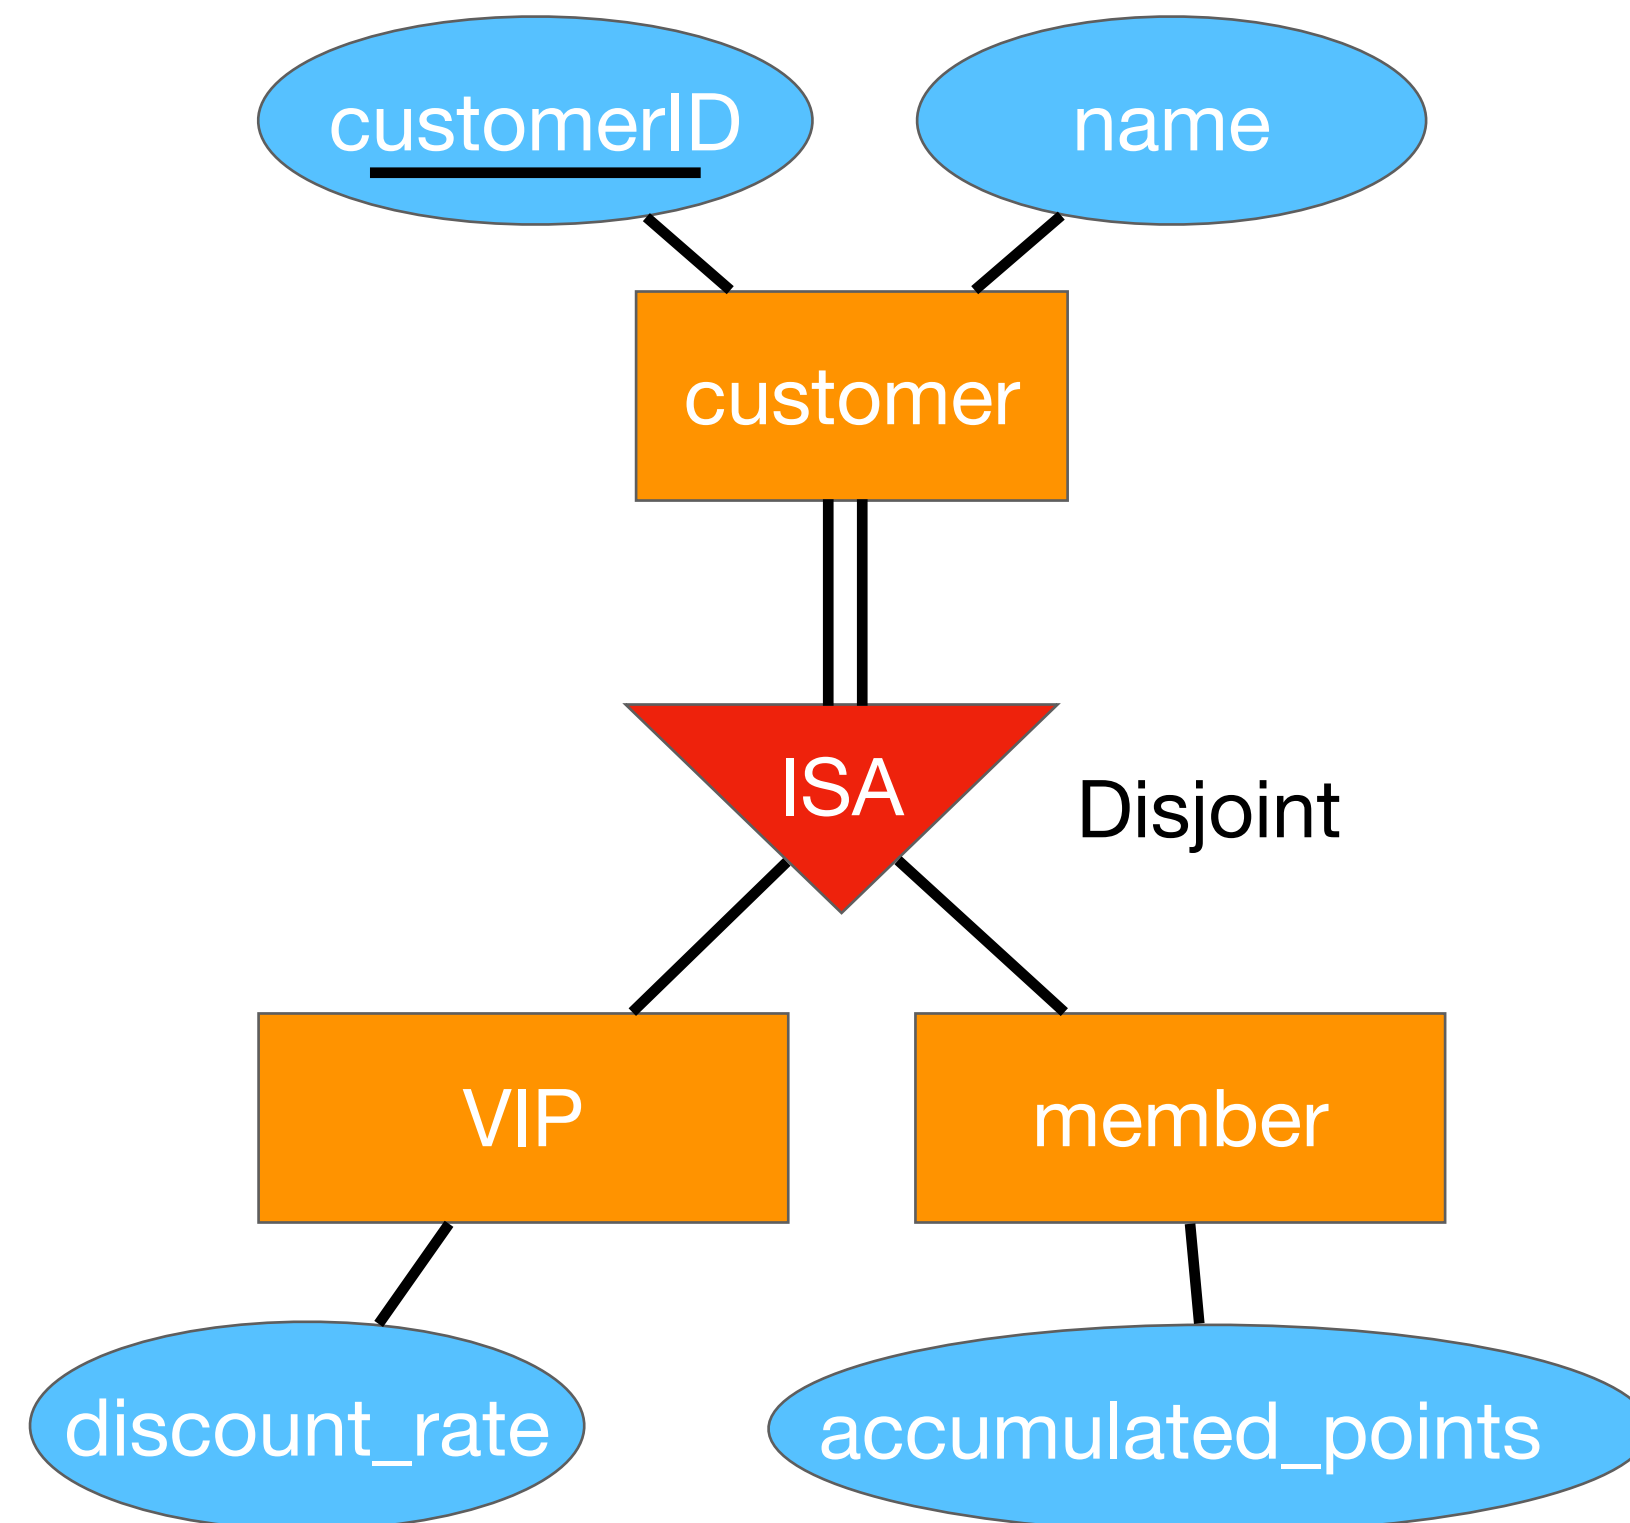 customerID
name
customer
ISA
Disjoint
VIP
member
discount_rate
accumulated_points